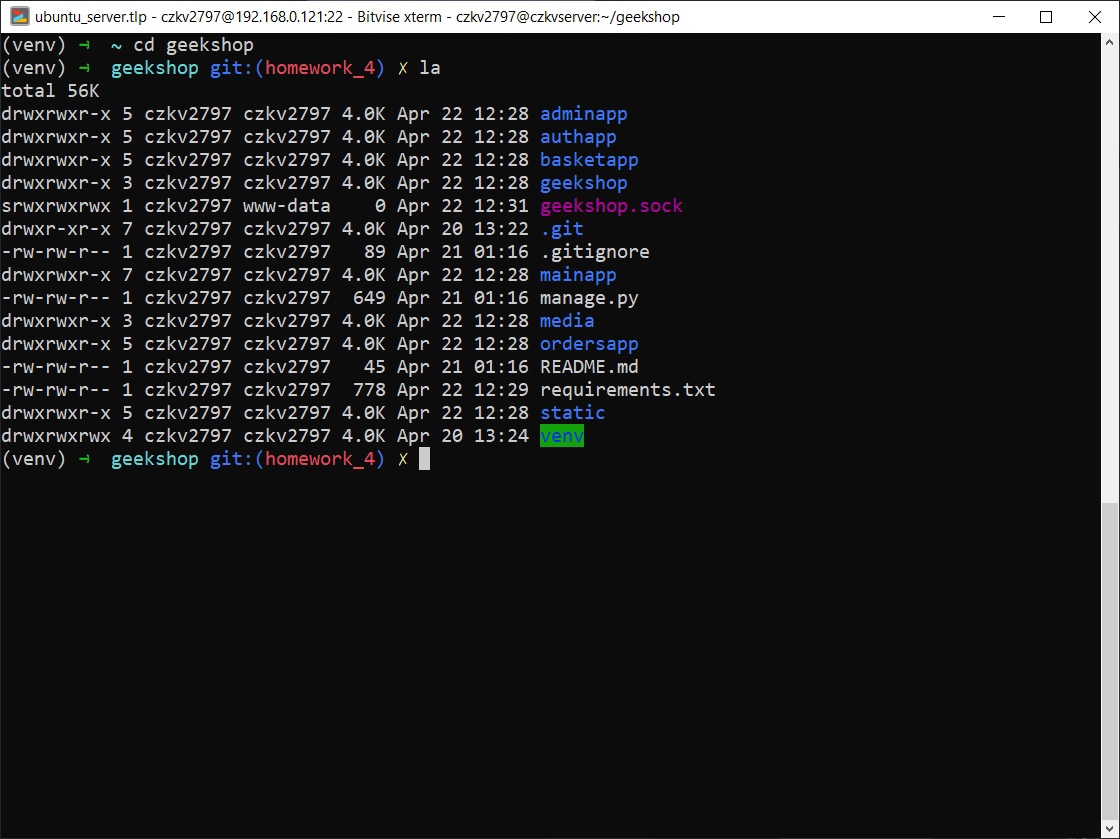 ubuntu_server.tlp - czkv2797@192.168.0.121:22 - Bitvise xterm - czkv2797@czkvserver:~/geekshop
(venv) → ~ cd geekshop
(venv) → geekshop git:(homework_4) ✗ la
total 56K
drwxrwxr-x 5 czkv2797 czkv2797 4.0K Apr 22 12:28 adminapp
drwxrwxr-x 5 czkv2797 czkv2797 4.0K Apr 22 12:28 authapp
drwxrwxr-x 5 czkv2797 czkv2797 4.0K Apr 22 12:28 basketapp
drwxrwxr-x 3 czkv2797 czkv2797 4.0K Apr 22 12:28 geekshop
srwxrwxrwx 1 czkv2797 www-data    0 Apr 22 12:31 geekshop.sock
drwxr-xr-x 7 czkv2797 czkv2797 4.0K Apr 20 13:22 .git
-rw-rw-r-- 1 czkv2797 czkv2797   89 Apr 21 01:16 .gitignore
drwxrwxr-x 7 czkv2797 czkv2797 4.0K Apr 22 12:28 mainapp
-rw-rw-r-- 1 czkv2797 czkv2797  649 Apr 21 01:16 manage.py
drwxrwxr-x 3 czkv2797 czkv2797 4.0K Apr 22 12:28 media
drwxrwxr-x 5 czkv2797 czkv2797 4.0K Apr 22 12:28 ordersapp
-rw-rw-r-- 1 czkv2797 czkv2797   45 Apr 21 01:16 README.md
-rw-rw-r-- 1 czkv2797 czkv2797  778 Apr 22 12:29 requirements.txt
drwxrwxr-x 5 czkv2797 czkv2797 4.0K Apr 22 12:28 static
drwxrwxrwx 4 czkv2797 czkv2797 4.0K Apr 20 13:24 venv
(venv) → geekshop git:(homework_4) ✗